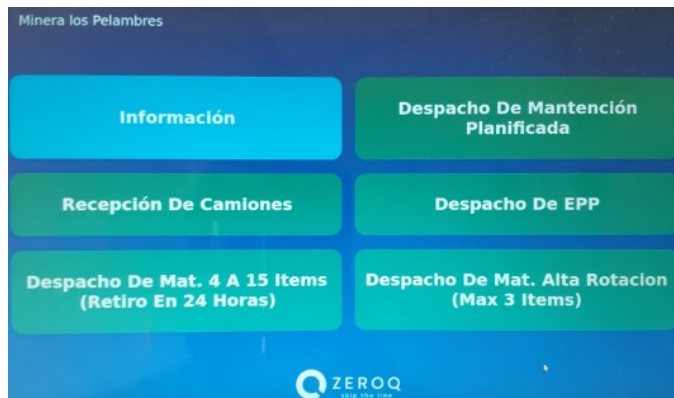 Minera los Pelambres
Información
Despacho De Mantención
Planificada
Recepción De Camiones
Despacho De EPP
Despacho De Mat. 4 A 15 Items
(Retiro En 24 Horas)
Despacho De Mat. Alta Rotacion
(Max 3 Items)
ZEROQ
skip the line